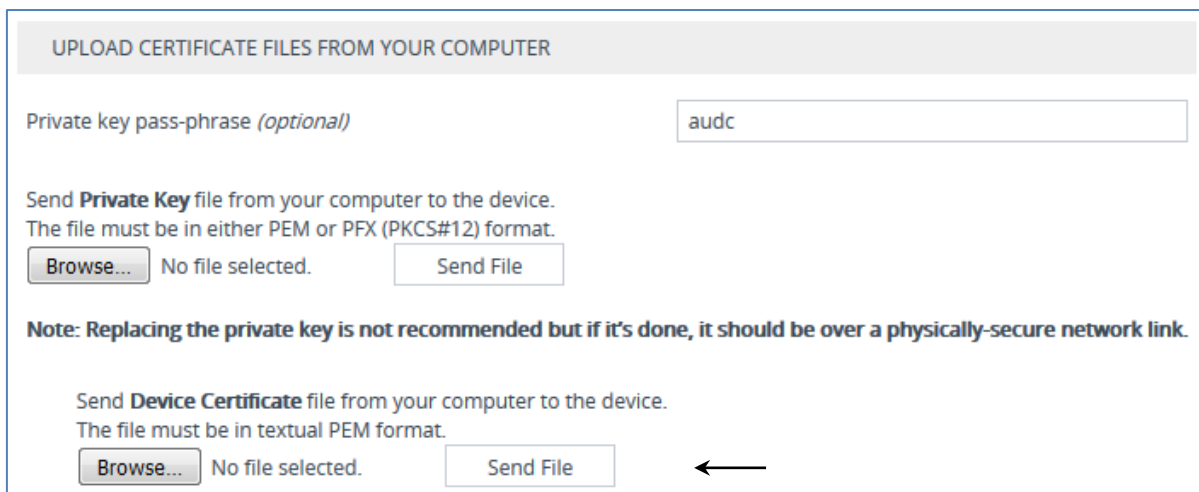 UPLOAD CERTIFICATE FILES FROM YOUR COMPUTER
Private key pass-phrase (optional) audc
Send Private Key file from your computer to the device.
The file must be in either PEM or PFX (PKCS#12) format.
Browse... No file selected. Send File
Note: Replacing the private key is not recommended but if it's done, it should be over a physically-secure network link.
Send Device Certificate file from your computer to the device.
The file must be in textual PEM format.
Browse... No file selected. Send File